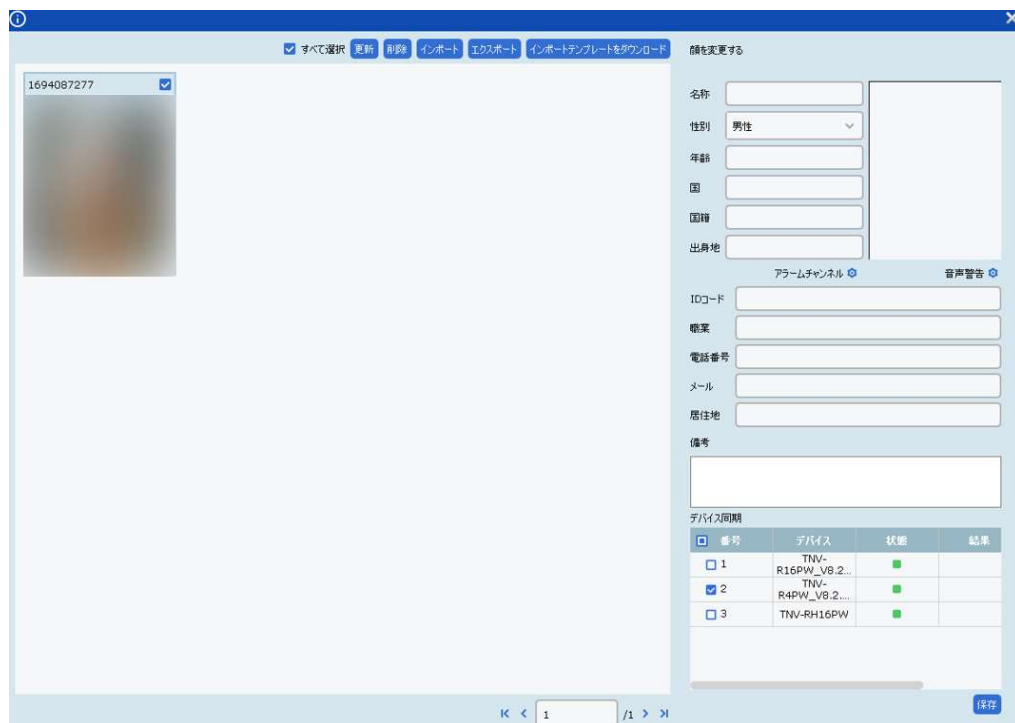 すべて選択 更新 削除 インポート エクスポート インポートテンプレートをダウンロード
顔を変更する
1694087277
名称
性別 男性
年齢
国
国籍
出身地
アラームチャンネル 音声警告
IDコード
職業
電話番号
メール
居住地
備考
デバイス同期
番号 デバイス 状態 結果
1 TNV-R16PW_V8.2...
2 TNV-R4PW_V8.2....
3 TNV-RH16PW
保存
1 /1